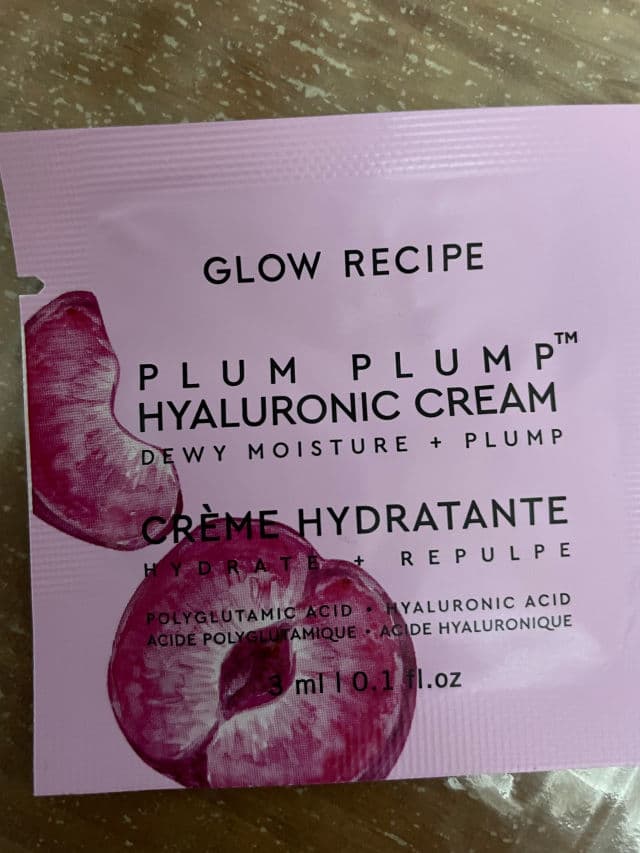 GLOW RECIPE
PLUM PLUMP™
HYALURONIC CREAM
DEWY MOISTURE + PLUMP
CRÈME HYDRATANTE
HYDRATE + REPULPE
POLYGLUTAMIC ACID • HYALURONIC ACID
ACIDE POLYGLUTAMIQUE • ACIDE HYALURONIQUE
3 ml | 0.1 fl.oz